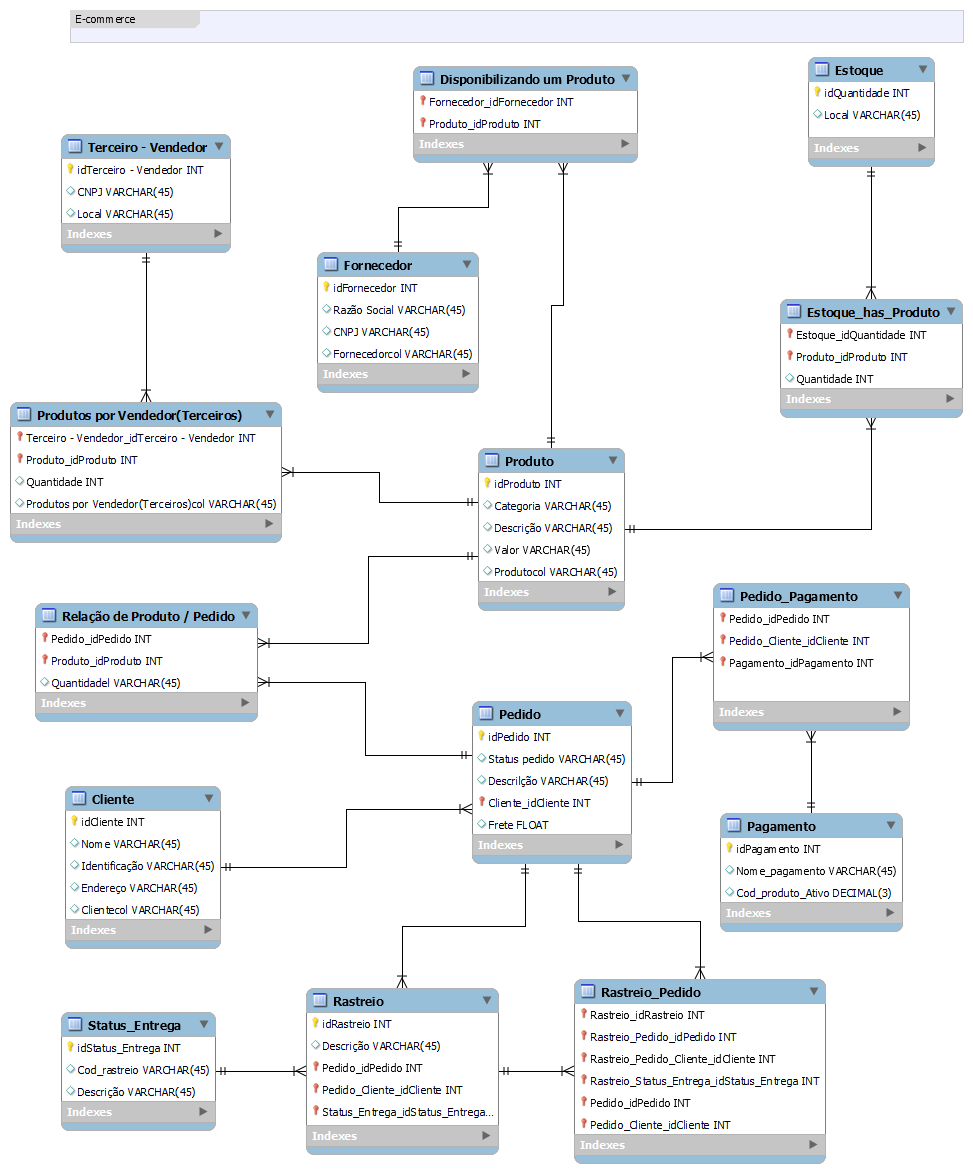 E-commerce
Disponibilizando um Produto
Fornecedor_idFornecedor INT
Produto_idProduto INT
Indexes
Estoque
idQuantidade INT
Local VARCHAR(45)
Indexes
Terceiro - Vendedor
idTerceiro - Vendedor INT
CNPJ VARCHAR(45)
Local VARCHAR(45)
Indexes
Fornecedor
idFornecedor INT
Razão Social VARCHAR(45)
CNPJ VARCHAR(45)
Fornecedorcol VARCHAR(45)
Indexes
Estoque_has_Produto
Estoque_idQuantidade INT
Produto_idProduto INT
Quantidade INT
Indexes
Produtos por Vendedor(Terceiros)
Terceiro - Vendedor_idTerceiro - Vendedor INT
Produto_idProduto INT
Quantidade INT
Produtos por Vendedor(Terceiros)col VARCHAR(45)
Indexes
Produto
idProduto INT
Categoria VARCHAR(45)
Descrição VARCHAR(45)
Valor VARCHAR(45)
Produtocol VARCHAR(45)
Indexes
Relação de Produto / Pedido
Pedido_idPedido INT
Produto_idProduto INT
Quantidadel VARCHAR(45)
Indexes
Pedido_Pagamento
Pedido_idPedido INT
Pedido_Cliente_idCliente INT
Pagamento_idPagamento INT
Indexes
Pedido
idPedido INT
Status pedido VARCHAR(45)
Descrilção VARCHAR(45)
Cliente_idCliente INT
Frete FLOAT
Indexes
Cliente
idCliente INT
Nome VARCHAR(45)
Identificação VARCHAR(45)
Endereço VARCHAR(45)
Clientecol VARCHAR(45)
Indexes
Pagamento
idPagamento INT
Nome_pagamento VARCHAR(45)
Cod_produto_Ativo DECIMAL(3)
Indexes
Status_Entrega
idStatus_Entrega INT
Cod_rastreio VARCHAR(45)
Descrição VARCHAR(45)
Indexes
Rastreio
idRastreio INT
Descrição VARCHAR(45)
Pedido_idPedido INT
Pedido_Cliente_idCliente INT
Status_Entrega_idStatus_Entrega...
Indexes
Rastreio_Pedido
Rastreio_idRastreio INT
Rastreio_Pedido_idPedido INT
Rastreio_Pedido_Cliente_idCliente INT
Rastreio_Status_Entrega_idStatus_Entrega INT
Pedido_idPedido INT
Pedido_Cliente_idCliente INT
Indexes